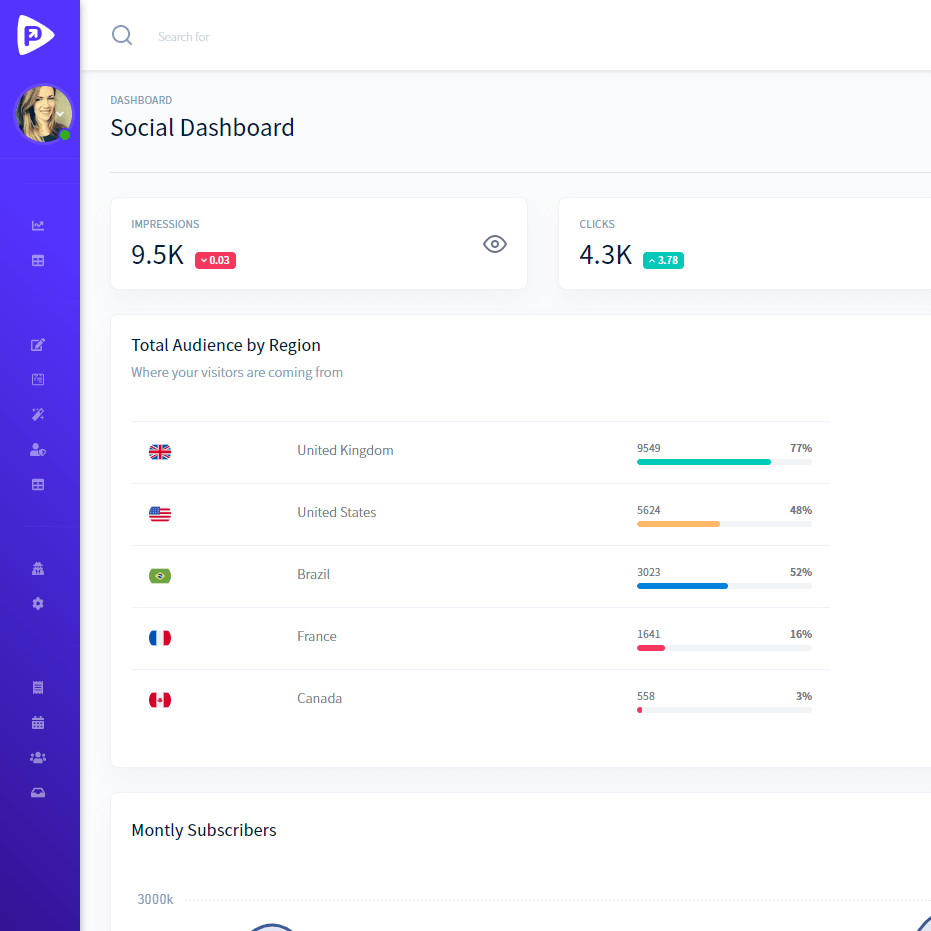 Search for
DASHBOARD
Social Dashboard
IMPRESSIONS
9.5K 0.03
CLICKS
4.3K 3.78
Total Audience by Region
Where your visitors are coming from
United Kingdom 9549 77%
United States 5624 48%
Brazil 3023 52%
France 1641 16%
Canada 558 3%
Montly Subscribers
3000k